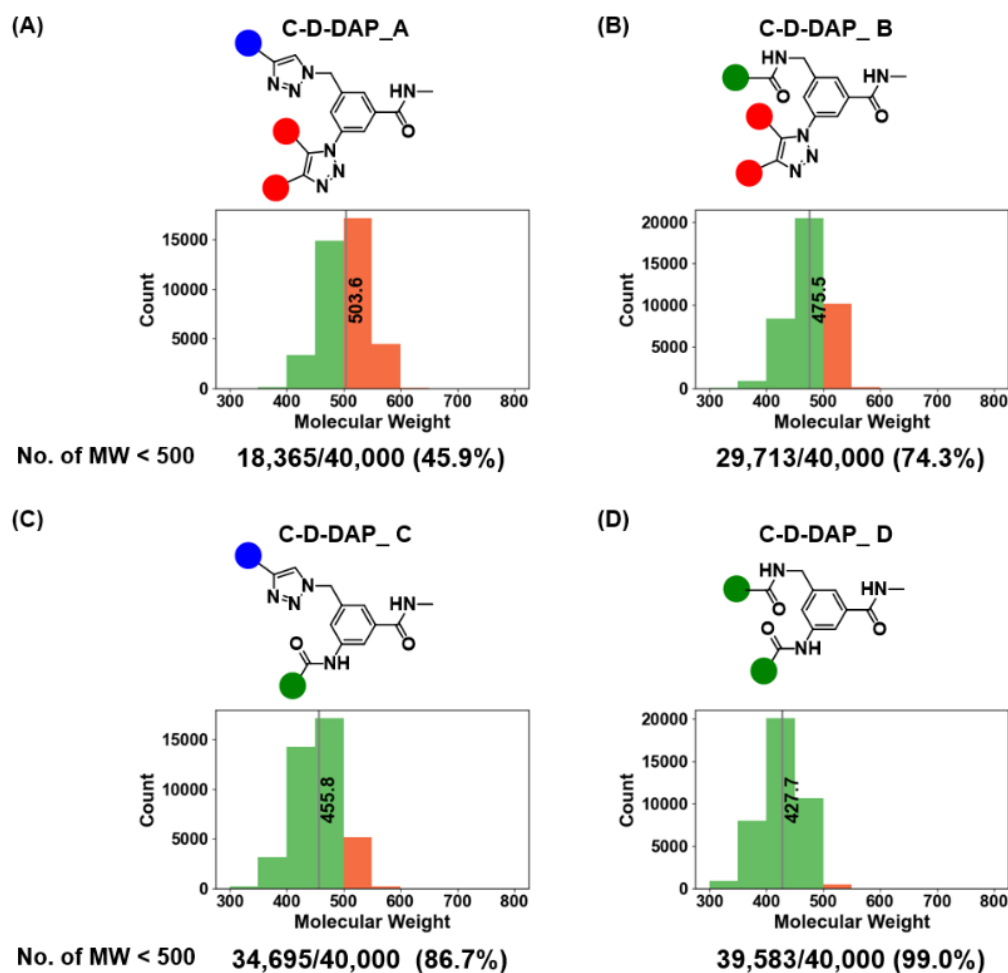 (A)
C-D-DAP_A
N
N=N
HN
O
N
N
N
15000
10000
5000
0
Count
503.6
300 400 500 600 700 800
Molecular Weight
No. of MW < 500 18,365/40,000 (45.9%)
(B)
C-D-DAP_ B
HN
O
HN
O
N
N
N
20000
15000
10000
5000
0
Count
475.5
300 400 500 600 700 800
Molecular Weight
29,713/40,000 (74.3%)
(C)
C-D-DAP_ C
N
N=N
HN
O
O
NH
15000
10000
5000
0
Count
455.8
300 400 500 600 700 800
Molecular Weight
No. of MW < 500 34,695/40,000 (86.7%)
(D)
C-D-DAP_ D
HN
O
HN
O
O
NH
20000
15000
10000
5000
0
Count
427.7
300 400 500 600 700 800
Molecular Weight
39,583/40,000 (99.0%)